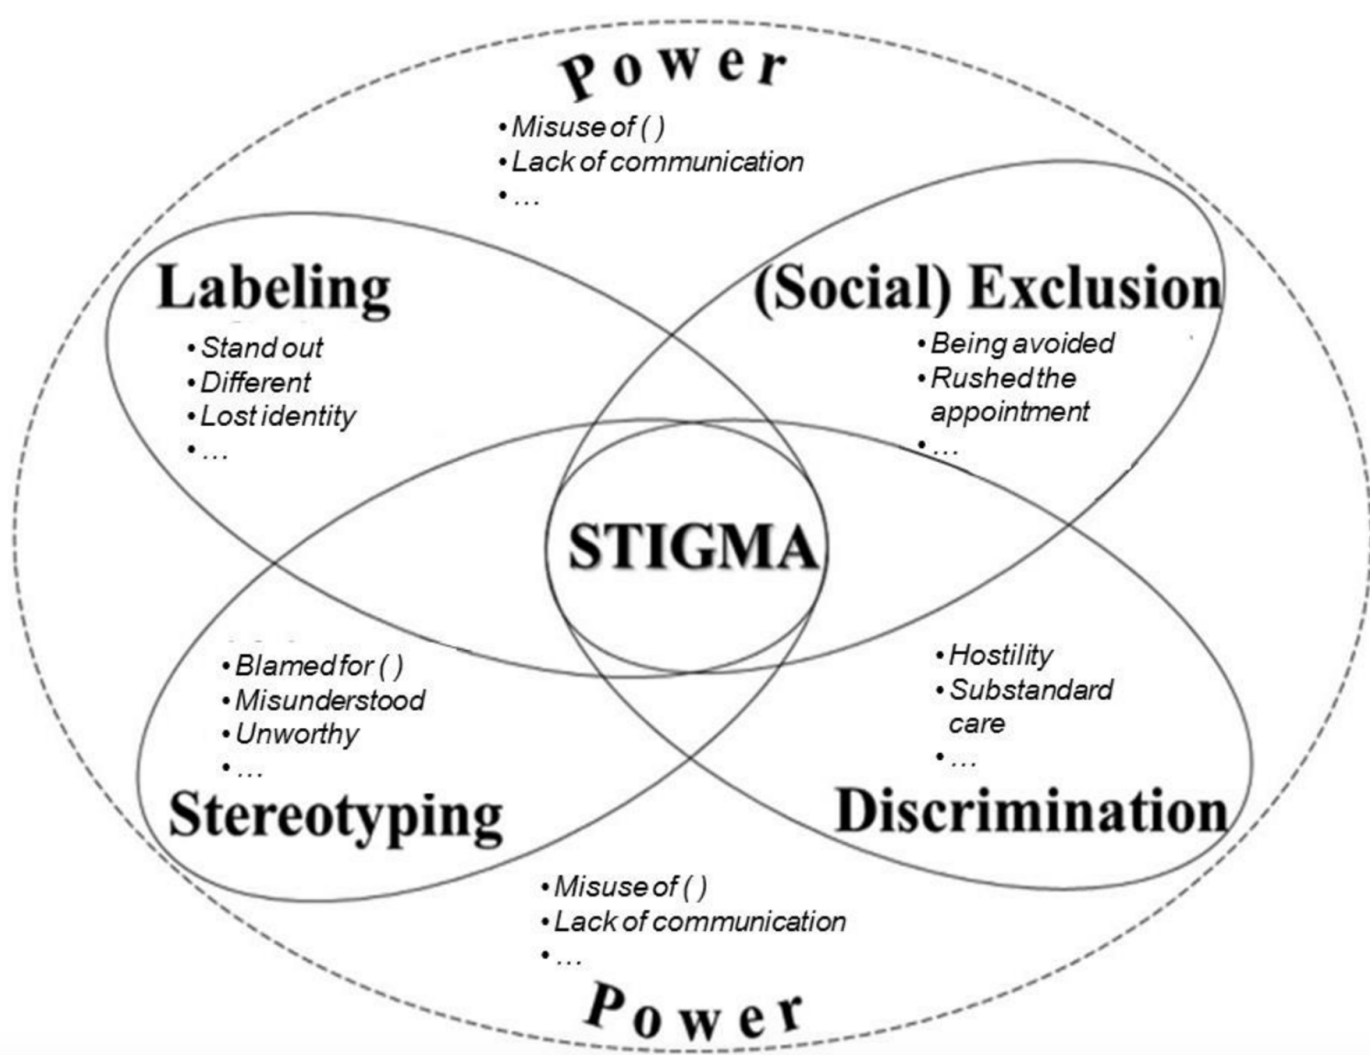 Power
• Misuse of ( )
• Lack of communication
• ...
Labeling
• Stand out
• Different
• Lost identity
• ...
(Social) Exclusion
• Being avoided
• Rushed the
appointment
• ...
STIGMA
• Blamed for ( )
• Misunderstood
• Unworthy
• ...
Stereotyping
• Hostility
• Substandard
care
• ...
Discrimination
• Misuse of ( )
• Lack of communication
• ...
Power